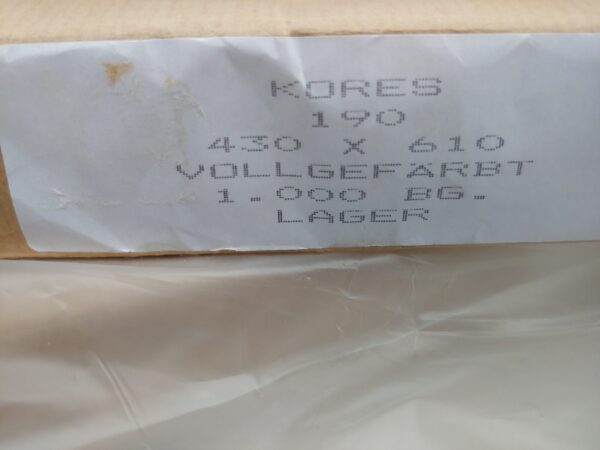 KORES
190
430 X 610
VOLLGEFÄRBT
1.000 BG.
LAGER